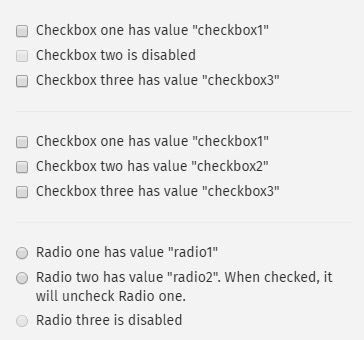 Checkbox one has value "checkbox1"
Checkbox two is disabled
Checkbox three has value "checkbox3"
Checkbox one has value "checkbox1"
Checkbox two has value "checkbox2"
Checkbox three has value "checkbox3"
Radio one has value "radio1"
Radio two has value "radio2". When checked, it
will uncheck Radio one.
Radio three is disabled